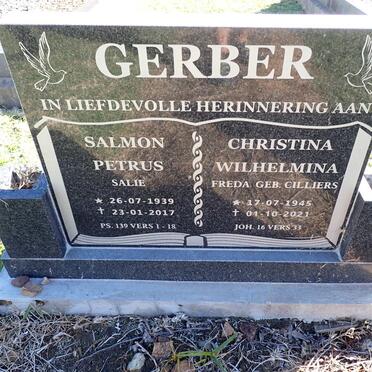 GERBER
IN LIEFDEVOLLE HERINNERING AAN
SALMON
PETRUS
SALIE
* 26-07-1939
† 23-01-2017
PS. 139 VERS 1 - 18
CHRISTINA
WILHELMINA
FREDA GEB. CILLIERS
* 17-07-1945
† 01-10-2021
JOH. 16 VERS 33